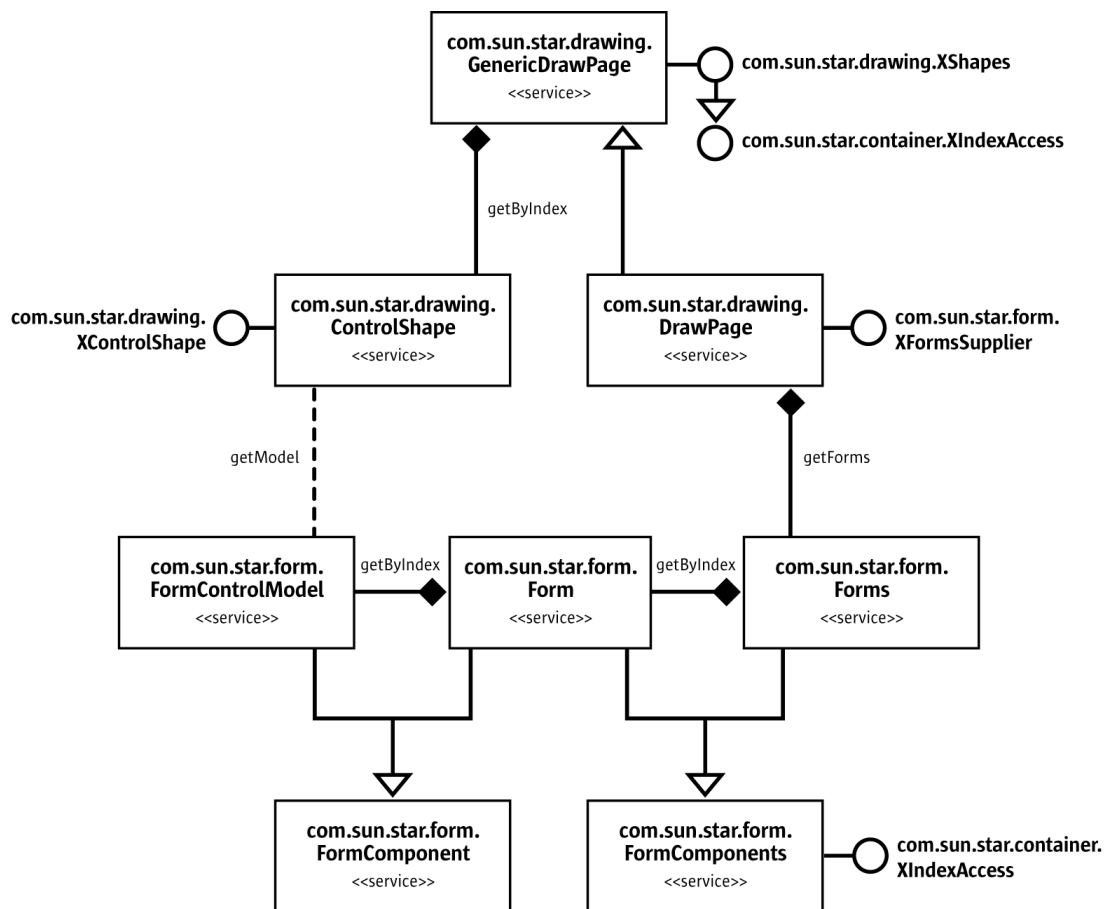 com.sun.star.drawing.
GenericDrawPage
<<service>>
com.sun.star.drawing.XShapes
com.sun.star.container.XIndexAccess
getByIndex
com.sun.star.drawing.
XControlShape
com.sun.star.drawing.
ControlShape
<<service>>
com.sun.star.drawing.
DrawPage
<<service>>
com.sun.star.form.
XFormsSupplier
getModel
getForms
com.sun.star.form.
FormControlModel
<<service>>
getByIndex
com.sun.star.form.
Form
<<service>>
getByIndex
com.sun.star.form.
Forms
<<service>>
com.sun.star.form.
FormComponent
<<service>>
com.sun.star.form.
FormComponents
<<service>>
com.sun.star.container.
XIndexAccess